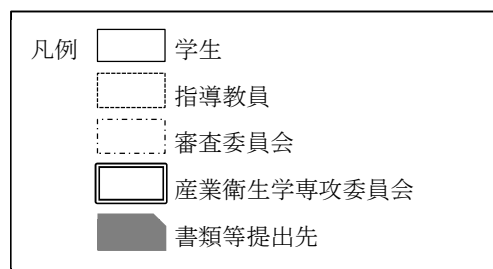 凡例 学生
指導教員
審査委員会
産業衛生学専攻委員会
書類等提出先